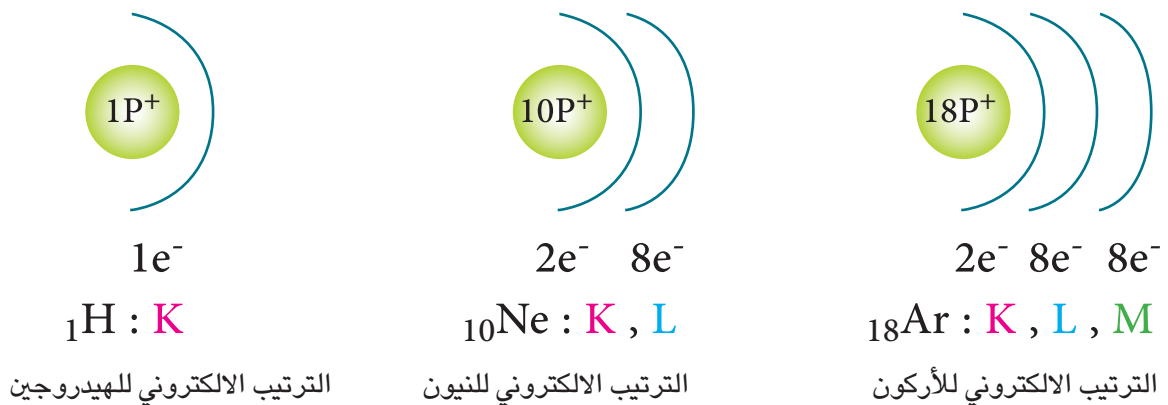 1P⁺
1e⁻
₁H : K
الترتيب الالكتروني للهيدروجين
10P⁺
2e⁻ 8e⁻
₁₀Ne : K , L
الترتيب الالكتروني للنيون
18P⁺
2e⁻ 8e⁻ 8e⁻
₁₈Ar : K , L , M
الترتيب الالكتروني للأركون